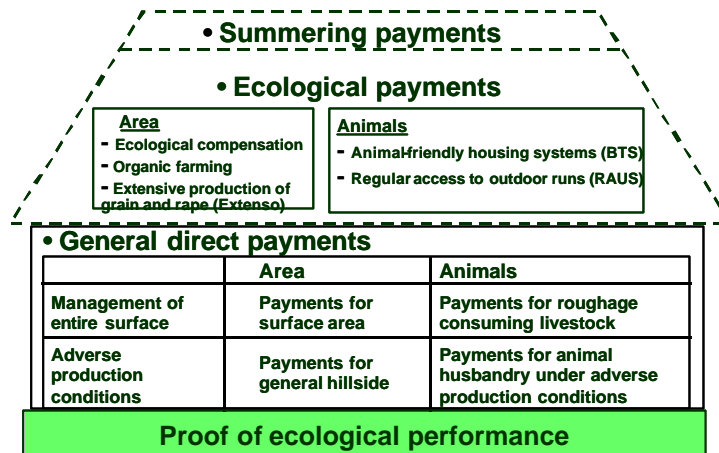 • Summering payments
• Ecological payments
Area
- Ecological compensation
- Organic farming
- Extensive production of
grain and rape (Extenso)
Animals
- Animal-friendly housing systems (BTS)
- Regular access to outdoor runs (RAUS)
• General direct payments
Area
Animals
Management of
entire surface
Payments for
surface area
Payments for roughage
consuming livestock
Adverse
production
conditions
Payments for
general hillside
Payments for animal
husbandry under adverse
production conditions
Proof of ecological performance